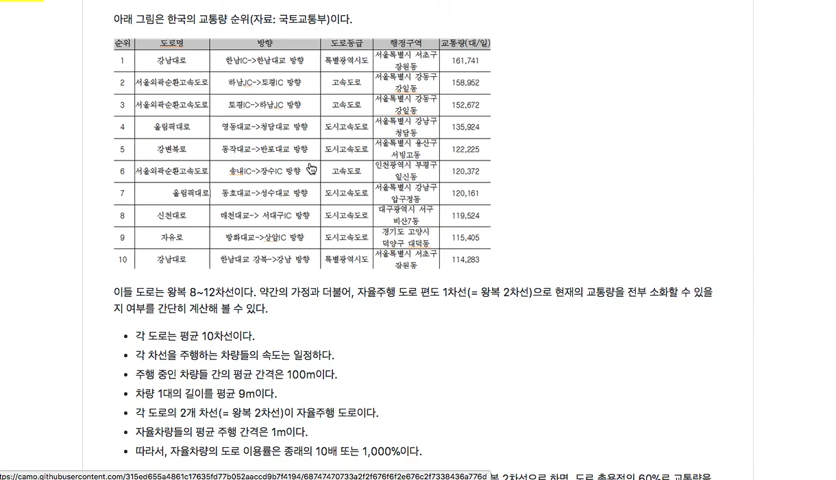 아래 그림은 한국의 교통량 순위(자료: 국토교통부)이다.
순위 도로명 방향 도로등급 행정구역 교통량(대/일)
1 강남대로 한남IC->한남대교 방향 특별광역시도 서울특별시 서초구 잠원동 161,741
2 서울외곽순환고속도로 하남JC->토평IC 방향 고속도로 서울특별시 강동구 강일동 158,952
3 서울외곽순환고속도로 토평IC->하남JC 방향 고속도로 서울특별시 강동구 강일동 152,672
4 올림픽대로 영동대교->청담대교 방향 도시고속도로 서울특별시 강남구 청담동 135,924
5 강변북로 동작대교->반포대교 방향 도시고속도로 서울특별시 용산구 서빙고동 122,225
6 서울외곽순환고속도로 송내IC->장수IC 방향 고속도로 인천광역시 부평구 일신동 120,372
7 올림픽대로 동호대교->성수대교 방향 도시고속도로 서울특별시 강남구 압구정동 120,161
8 신천대로 매천대교-> 서대구IC 방향 도시고속도로 대구광역시 서구 비산7동 119,524
9 자유로 방화대교->상암IC 방향 도시고속도로 경기도 고양시 덕양구 대덕동 115,405
10 강남대로 한남대교 강북->강남 방향 특별광역시도 서울특별시 서초구 잠원동 114,283
이들 도로는 왕복 8~12차선이다. 약간의 가정과 더불어, 자율주행 도로 편도 1차선(= 왕복 2차선)으로 현재의 교통량을 전부 소화할 수 있을
지 여부를 간단히 계산해 볼 수 있다.
• 각 도로는 평균 10차선이다.
• 각 차선을 주행하는 차량들의 속도는 일정하다.
• 주행 중인 차량들 간의 평균 간격은 100m이다.
• 차량 1대의 길이를 평균 9m이다.
• 각 도로의 2개 차선(= 왕복 2차선)이 자율주행 도로이다.
• 자율차량들의 평균 주행 간격은 1m이다.
• 따라서, 자율차량의 도로 이용률은 종래의 10배 또는 1,000%이다.
복 2차선으로 하면, 도로 총용적의 60%로 교통량을